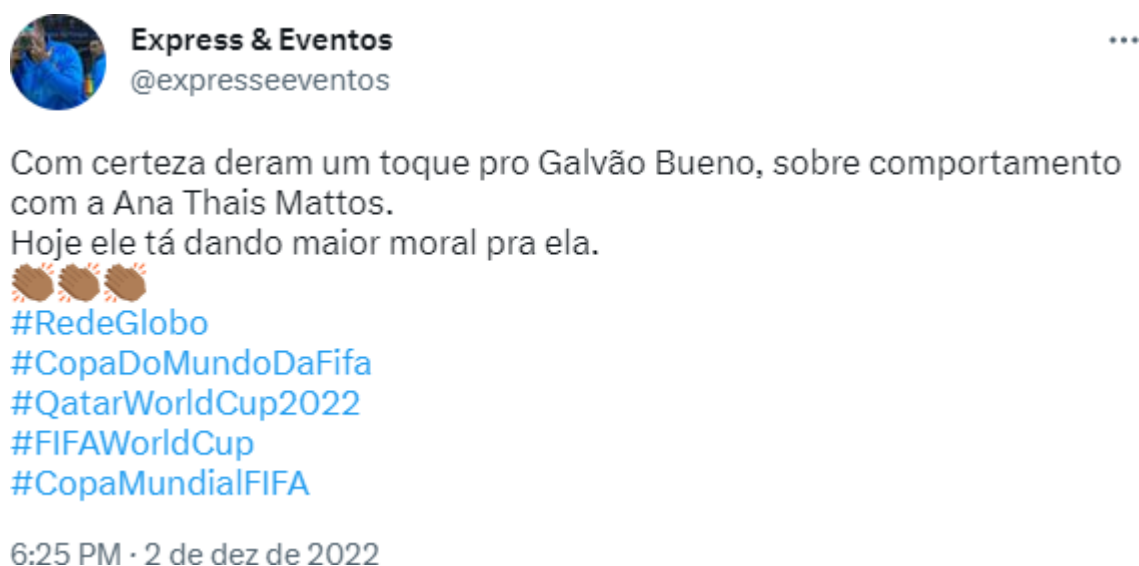 Express & Eventos
@expresseeventos
Com certeza deram um toque pro Galvão Bueno, sobre comportamento
com a Ana Thais Mattos.
Hoje ele tá dando maior moral pra ela.
👏🏾👏🏾👏🏾
#RedeGlobo
#CopaDoMundoDaFifa
#QatarWorldCup2022
#FIFAWorldCup
#CopaMundialFIFA
6:25 PM · 2 de dez de 2022